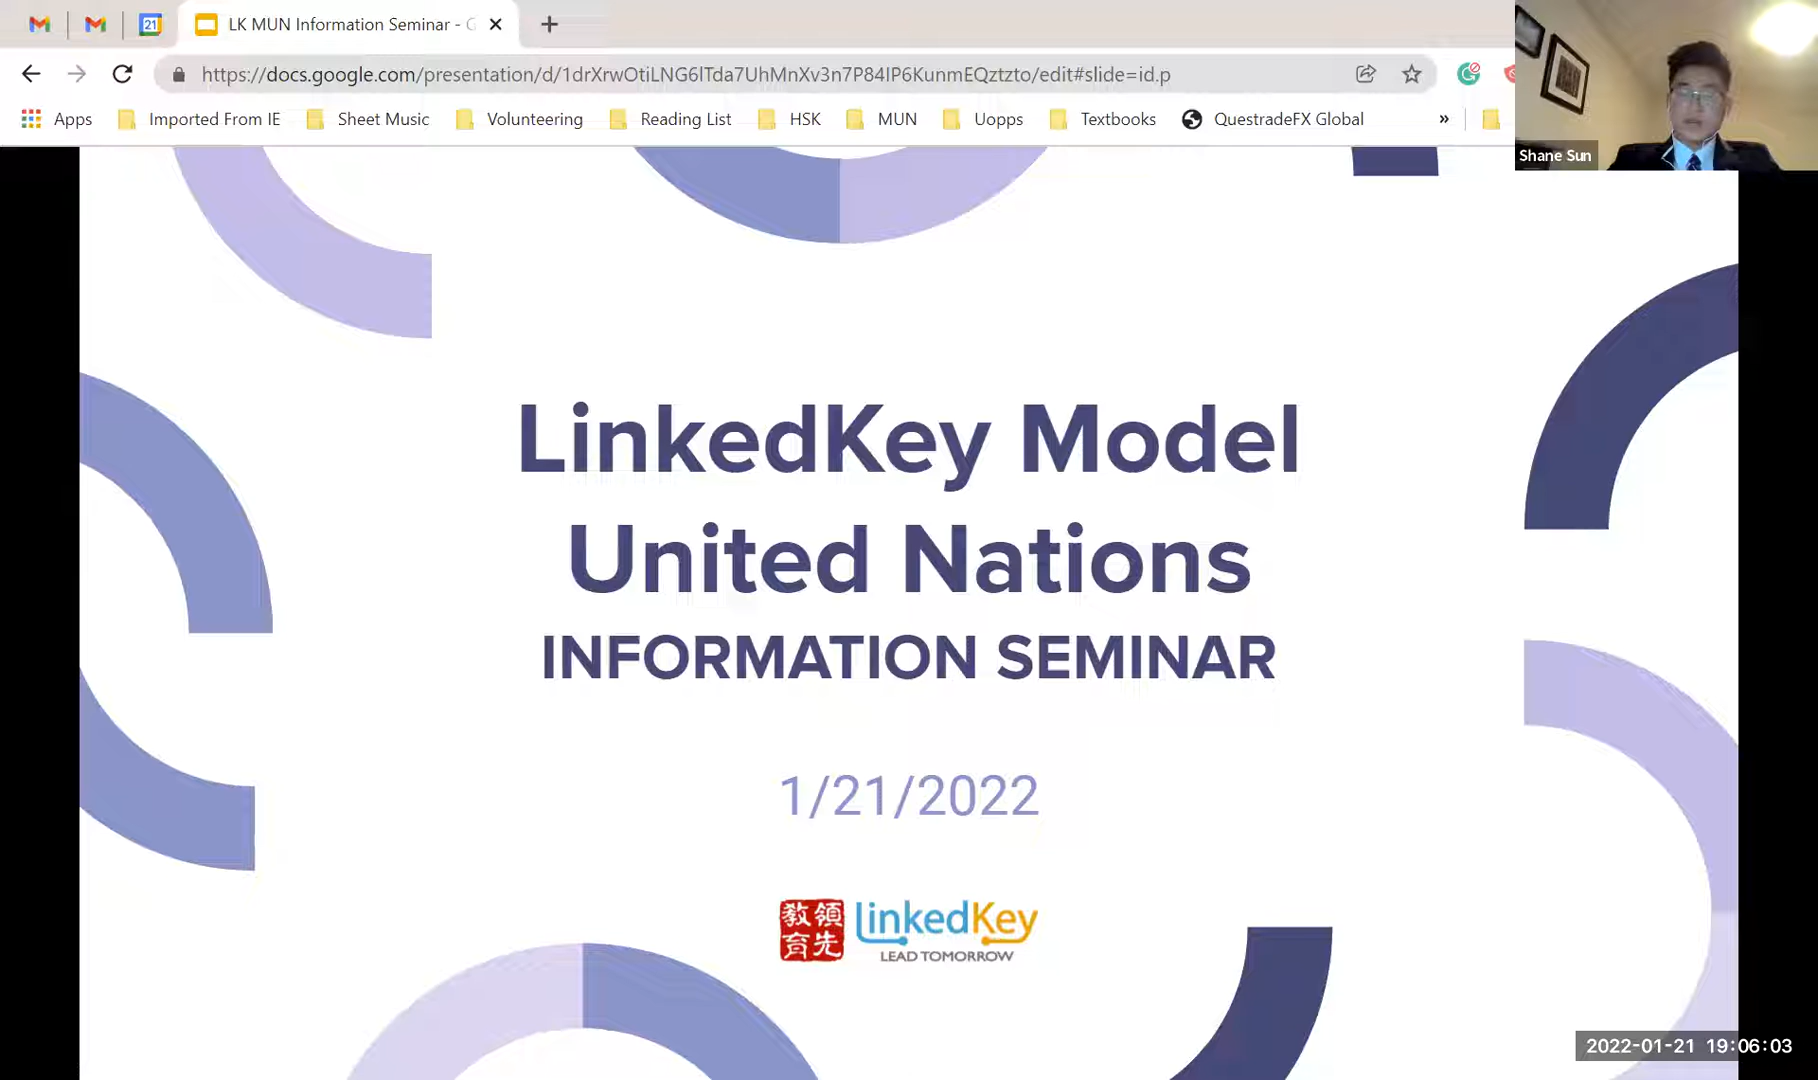 LK MUN Information Seminar - G
https://docs.google.com/presentation/d/1drXrwOtiLNG6lTda7UhMnXv3n7P84IP6KunmEQztzto/edit#slide=id.p
Apps Imported From IE Sheet Music Volunteering Reading List HSK MUN Uopps Textbooks QuestradeFX Global »
21
Shane Sun
LinkedKey Model
United Nations
INFORMATION SEMINAR
1/21/2022
教領
育先
LinkedKey
LEAD TOMORROW
2022-01-21 19:06:03